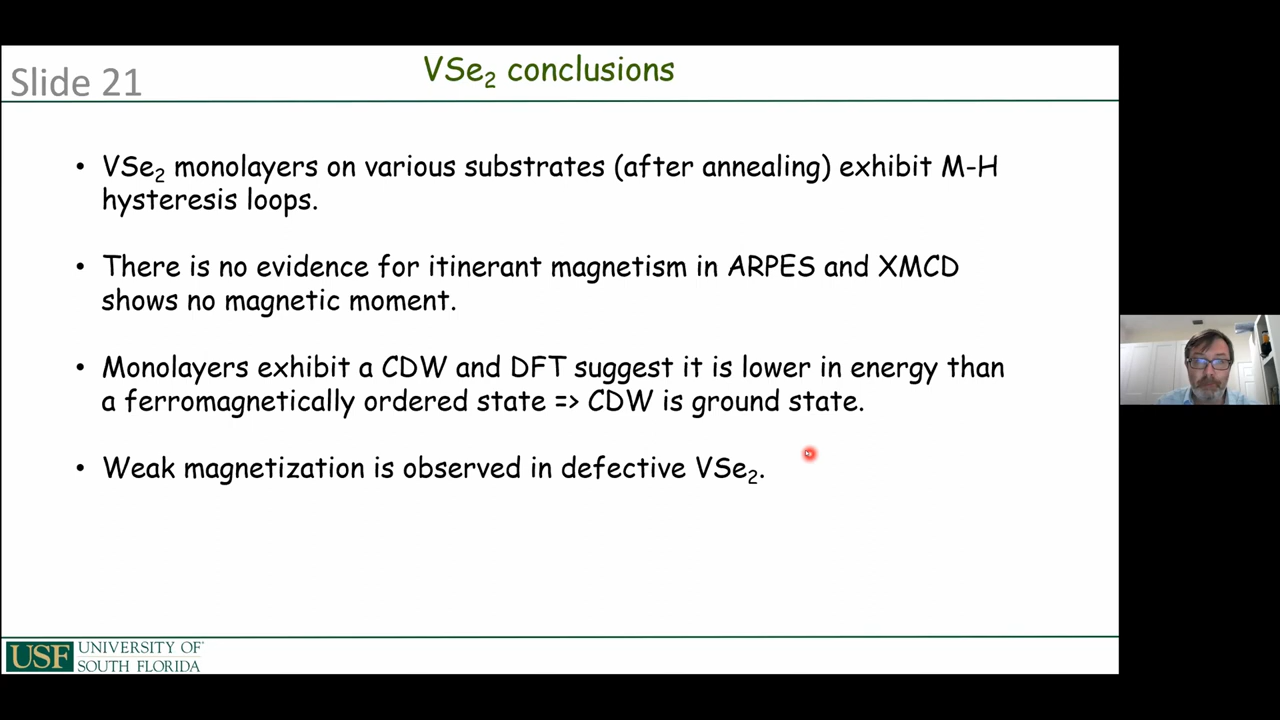 Slide 21
VSe2 conclusions
• VSe2 monolayers on various substrates (after annealing) exhibit M-H
hysteresis loops.
• There is no evidence for itinerant magnetism in ARPES and XMCD
shows no magnetic moment.
• Monolayers exhibit a CDW and DFT suggest it is lower in energy than
a ferromagnetically ordered state => CDW is ground state.
• Weak magnetization is observed in defective VSe2.
USF UNIVERSITY OF
SOUTH FLORIDA